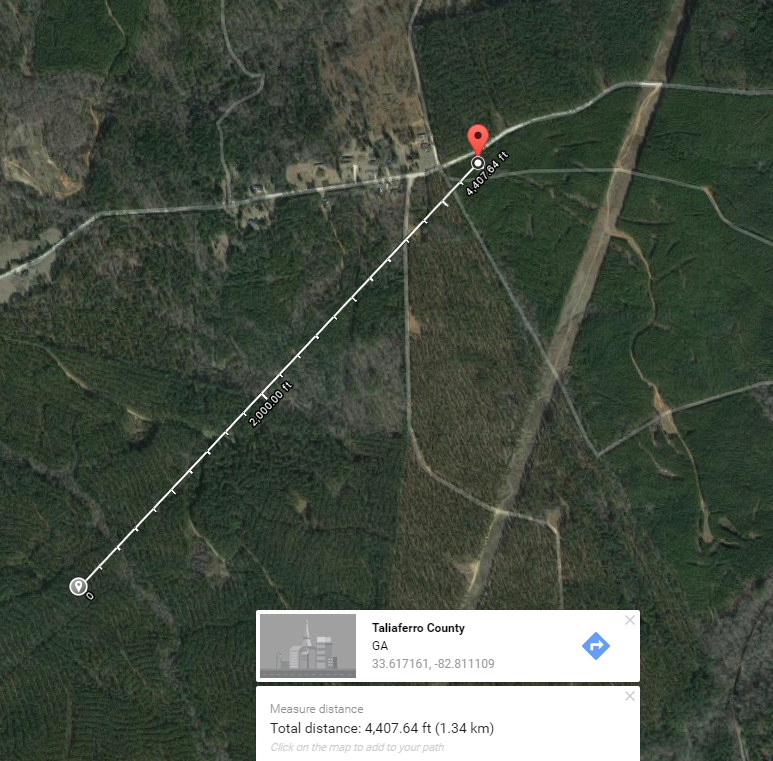 4,407.64 ft
2,000.00 ft
0
Taliaferro County
GA
33.617161, -82.811109
Measure distance
Total distance: 4,407.64 ft (1.34 km)
Click on the map to add to your path